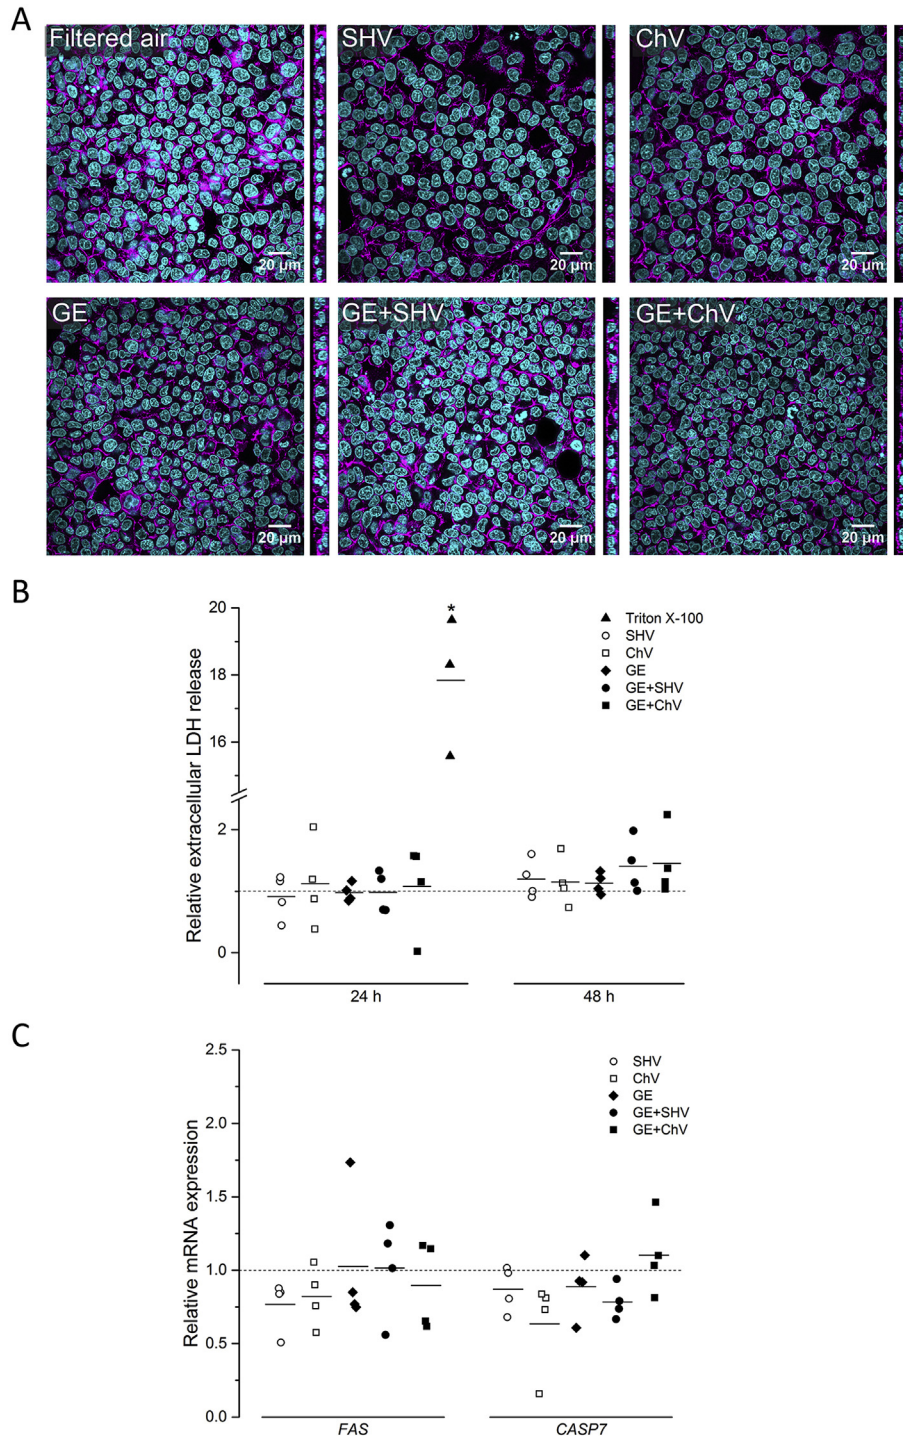 A
Filtered air
SHV
ChV
20 µm
20 µm
20 µm
GE
GE+SHV
GE+ChV
20 µm
20 µm
20 µm
B
Relative extracellular LDH release
20
18
16
2
0
*
Triton X-100
SHV
ChV
GE
GE+SHV
GE+ChV
24 h
48 h
C
Relative mRNA expression
2.5
2.0
1.5
1.0
0.5
0.0
SHV
ChV
GE
GE+SHV
GE+ChV
FAS
CASP7